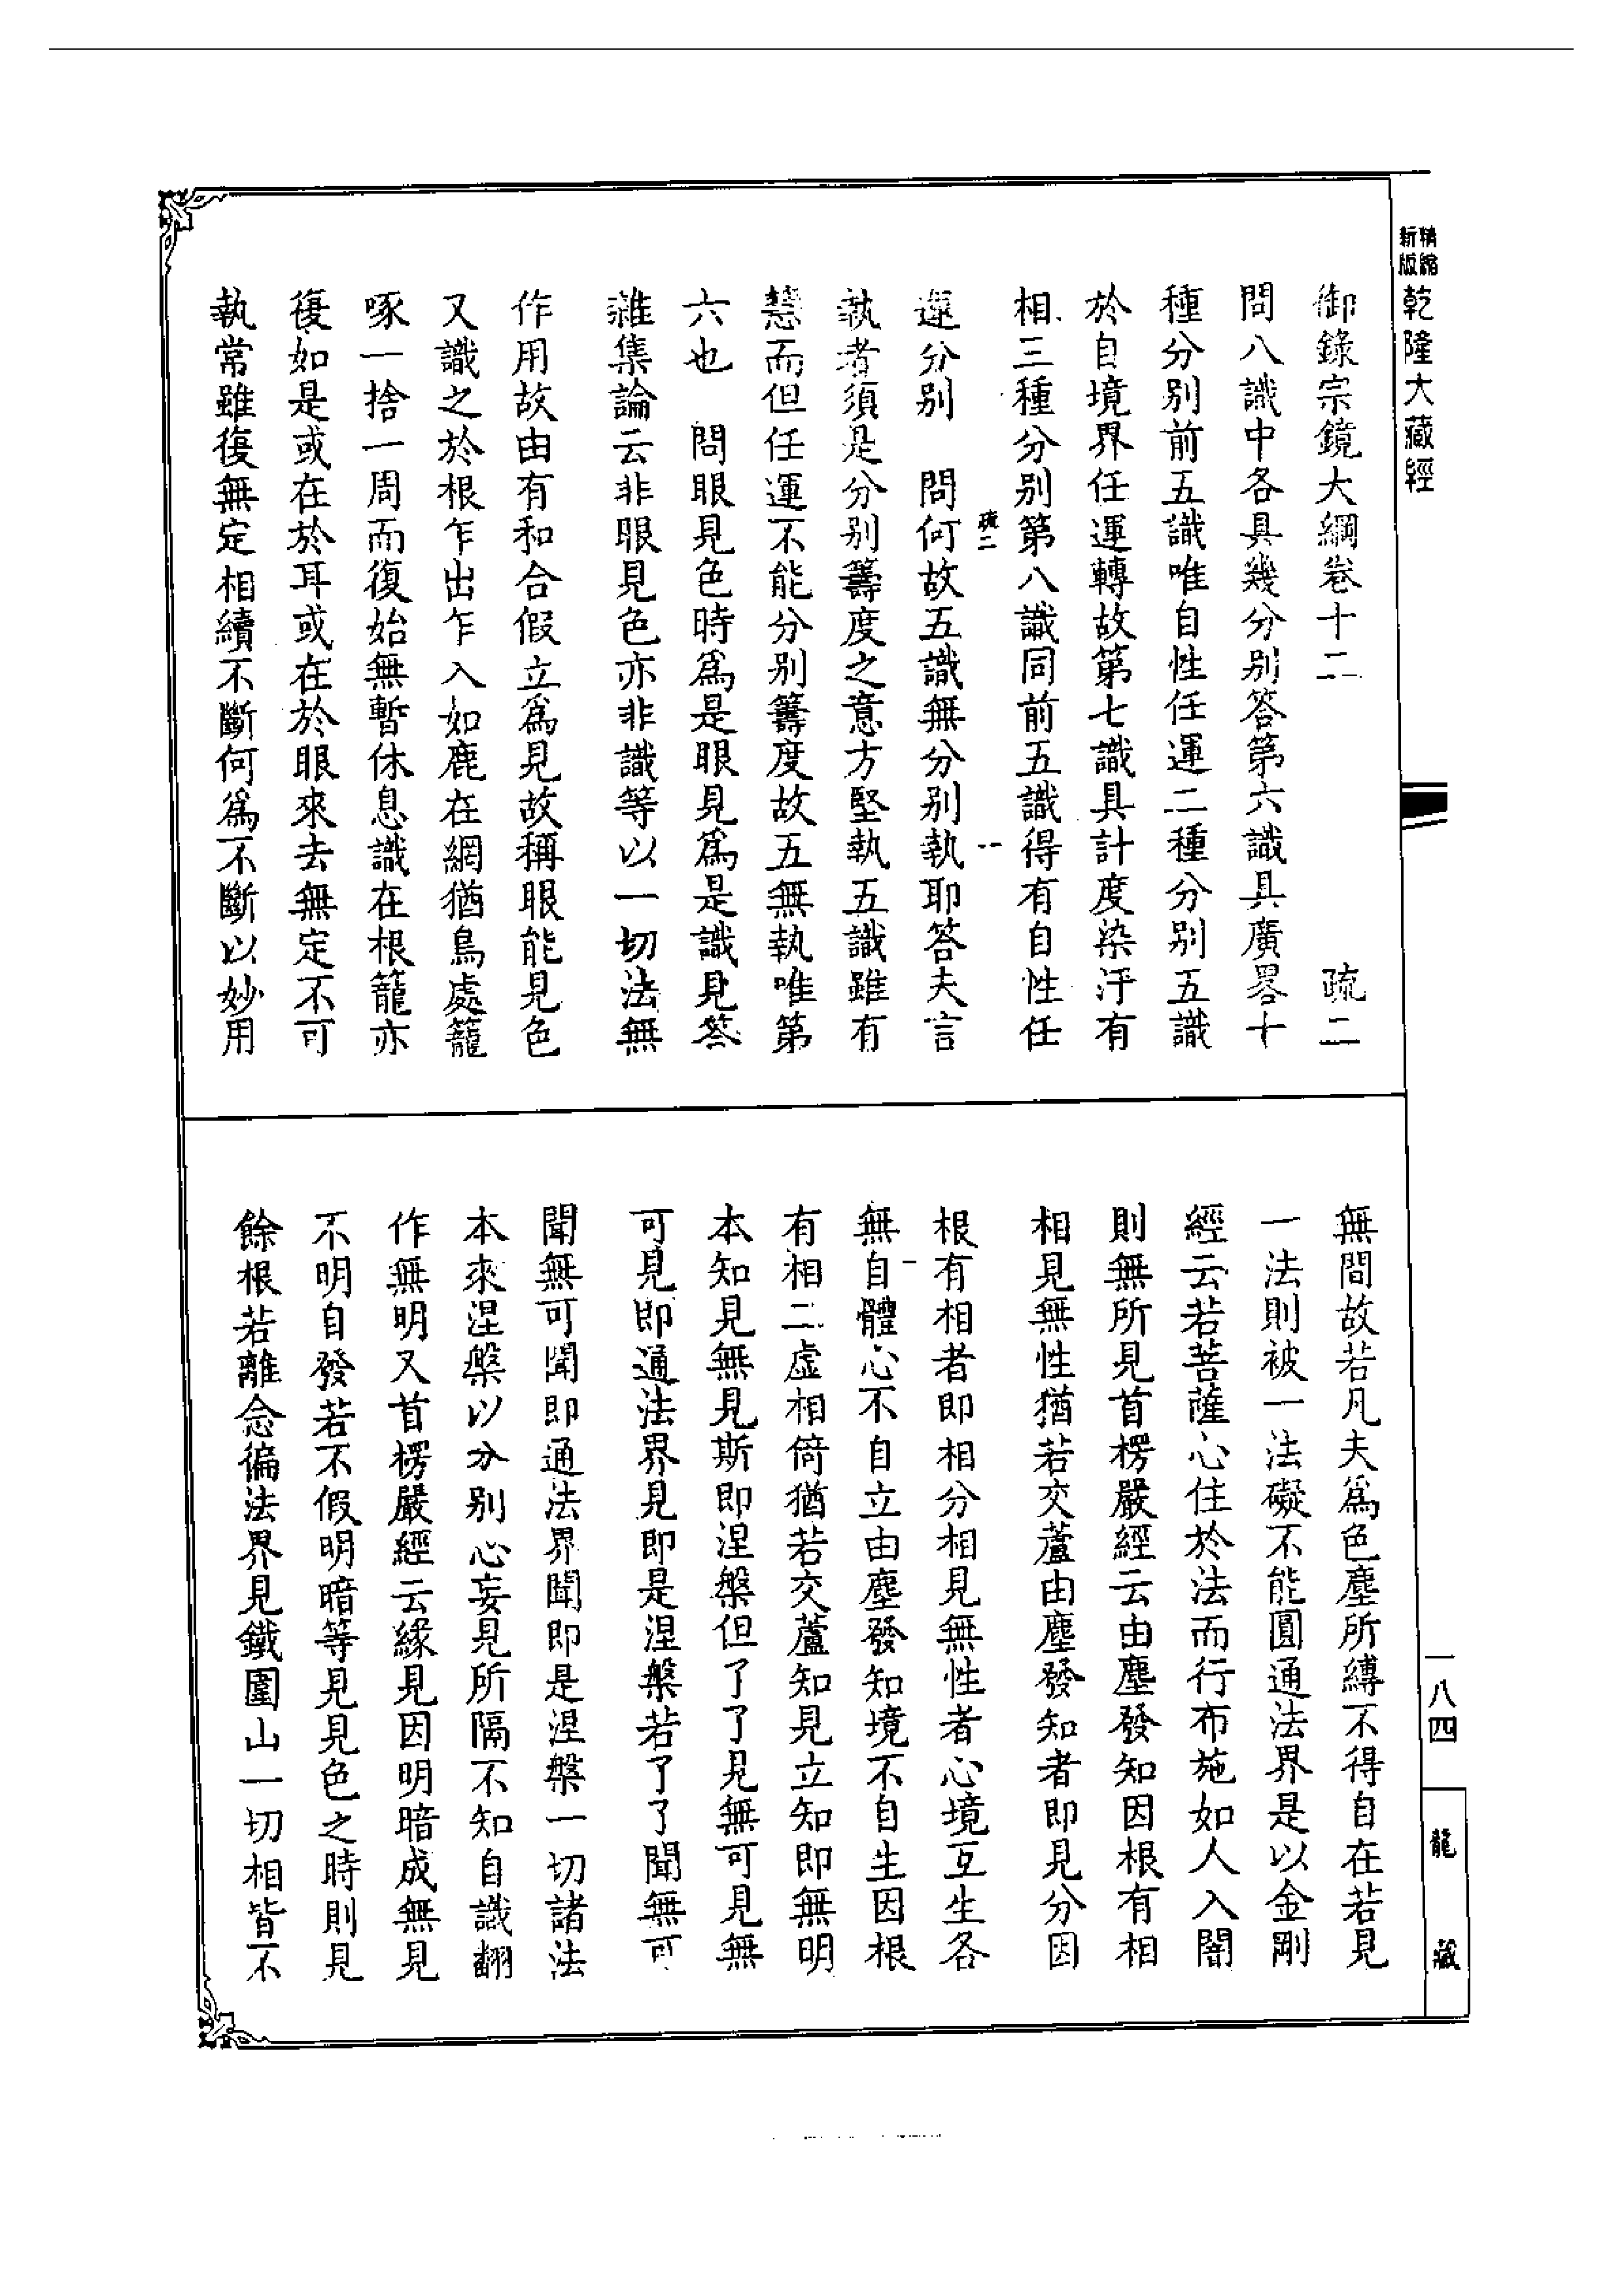 精縮
新版
乾隆大藏經
御錄宗鏡大綱卷十二　疏二
問八識中各具幾分別答第六識具廣畧十
種分別前五識唯自性任運二種分別五識
於自境界任運轉故第七識具計度染汙有
相三種分別第八識同前五識得有自性任
疏二　一
運分別　問何故五識無分別執耶答夫言
執者須是分別籌度之意方堅執五識雖有
慧而但任運不能分別籌度故五無執唯第
六也　問眼見色時爲是眼見爲是識見答
雜集論云非眼見色亦非識等以一切法無
作用故由有和合假立爲見故稱眼能見色
又識之於根乍出乍入如鹿在網猶鳥處籠
啄一捨一周而復始無暫休息識在根籠亦
復如是或在於耳或在於眼來去無定不可
執常雖復無定相續不斷何爲不斷以妙用
無間故若凡夫爲色塵所縛不得自在若見
一法則被一法礙不能圓通法界是以金剛
經云若菩薩心住於法而行布施如人入闇
則無所見首楞嚴經云由塵發知因根有相
相見無性猶若交蘆由塵發知者即見分因
根有相者即相分相見無性者心境互生各
無自體心不自立由塵發知境不自生因根
有相二虛相倚猶若交蘆知見立知即無明
本知見無見斯即涅槃但了了見無可見無
可見即通法界見即是涅槃若了了聞無可
聞無可聞即通法界聞即是涅槃一切諸法
本來涅槃以分別心妄見所隔不知自識翻
作無明又首楞嚴經云緣見因明暗成無見
不明自發若不假明暗等見見色之時則見
餘根若離念徧法界見鐵圍山一切相皆不
一八四
龍藏